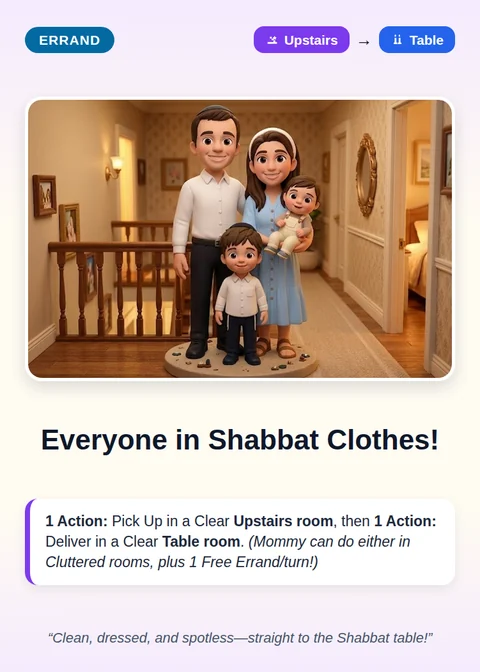 ERRAND
Upstairs → Table
Everyone in Shabbat Clothes!
1 Action: Pick Up in a Clear Upstairs room, then 1 Action:
Deliver in a Clear Table room. (Mommy can do either in
Cluttered rooms, plus 1 Free Errand/turn!)
“Clean, dressed, and spotless—straight to the Shabbat table!”